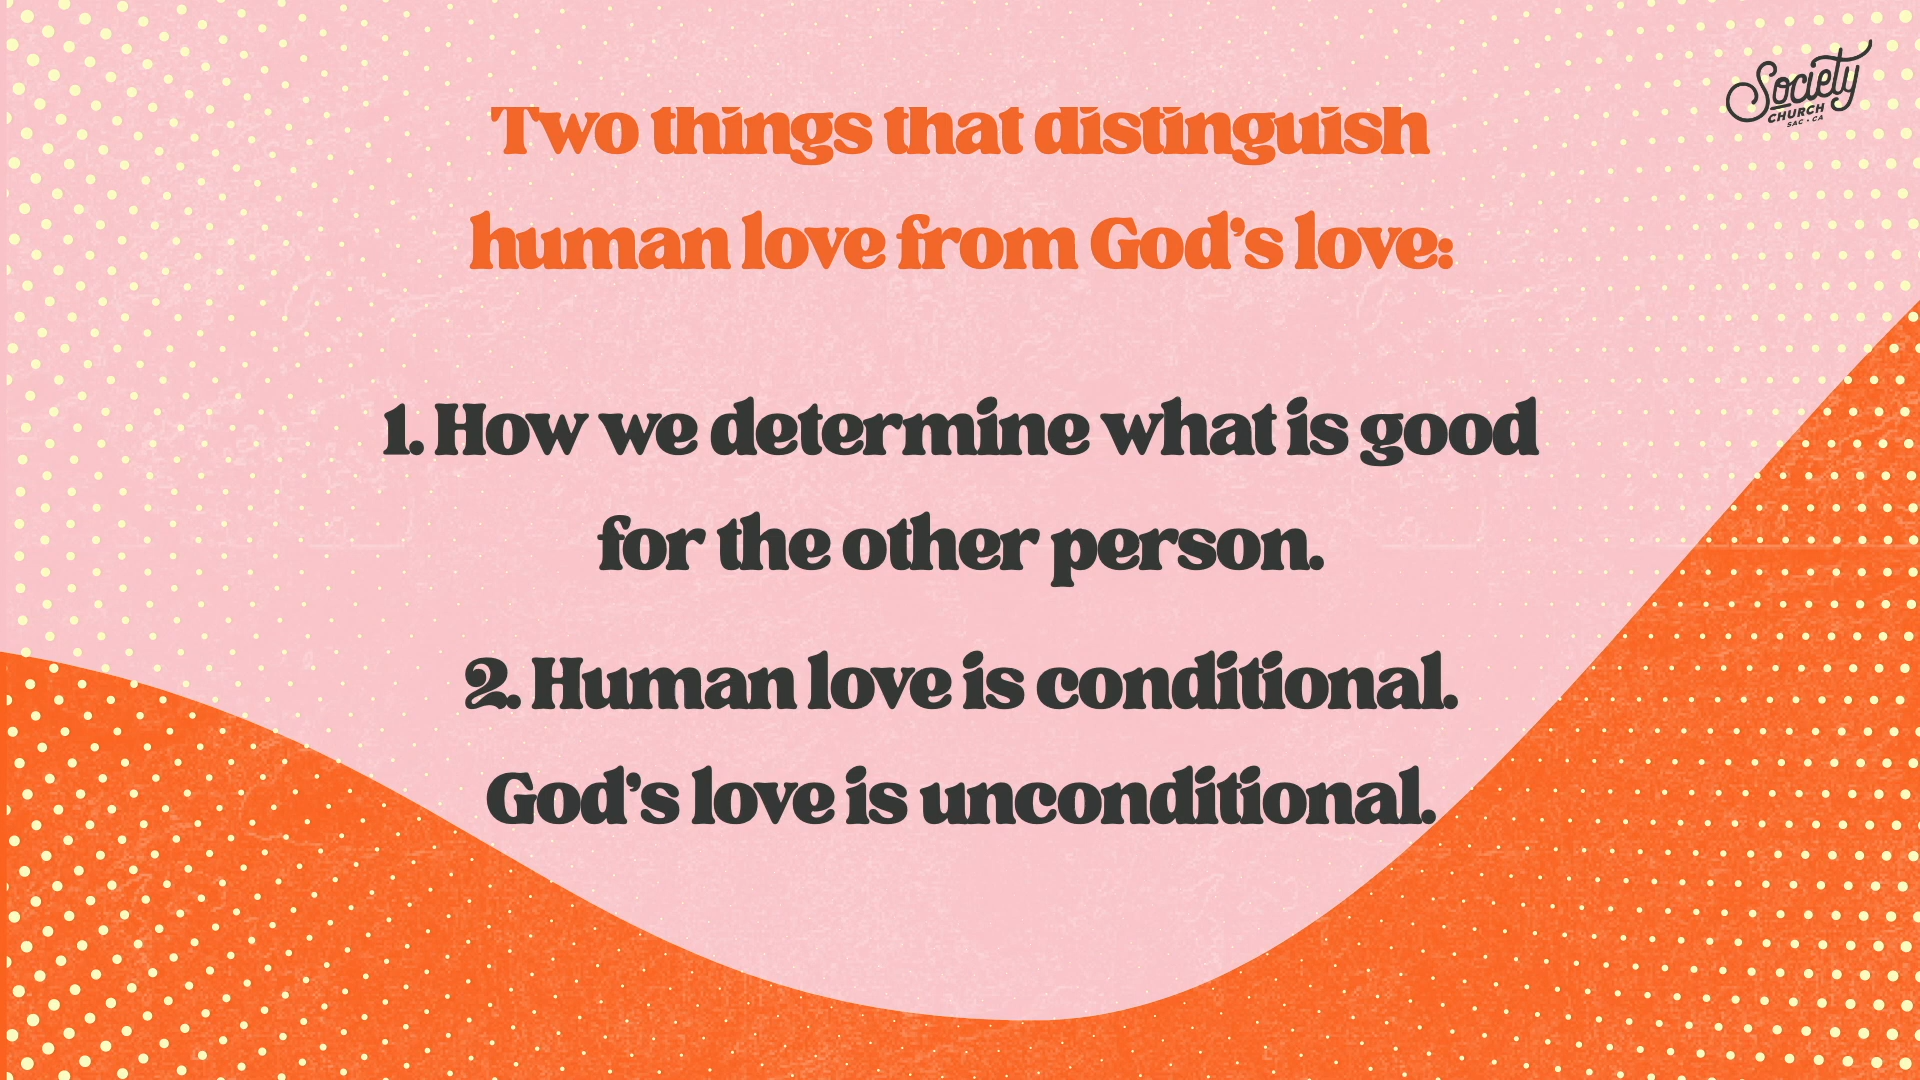 Society
CHURCH
SAC • CA
Two things that distinguish
human love from God’s love:
1. How we determine what is good
for the other person.
2. Human love is conditional.
God’s love is unconditional.